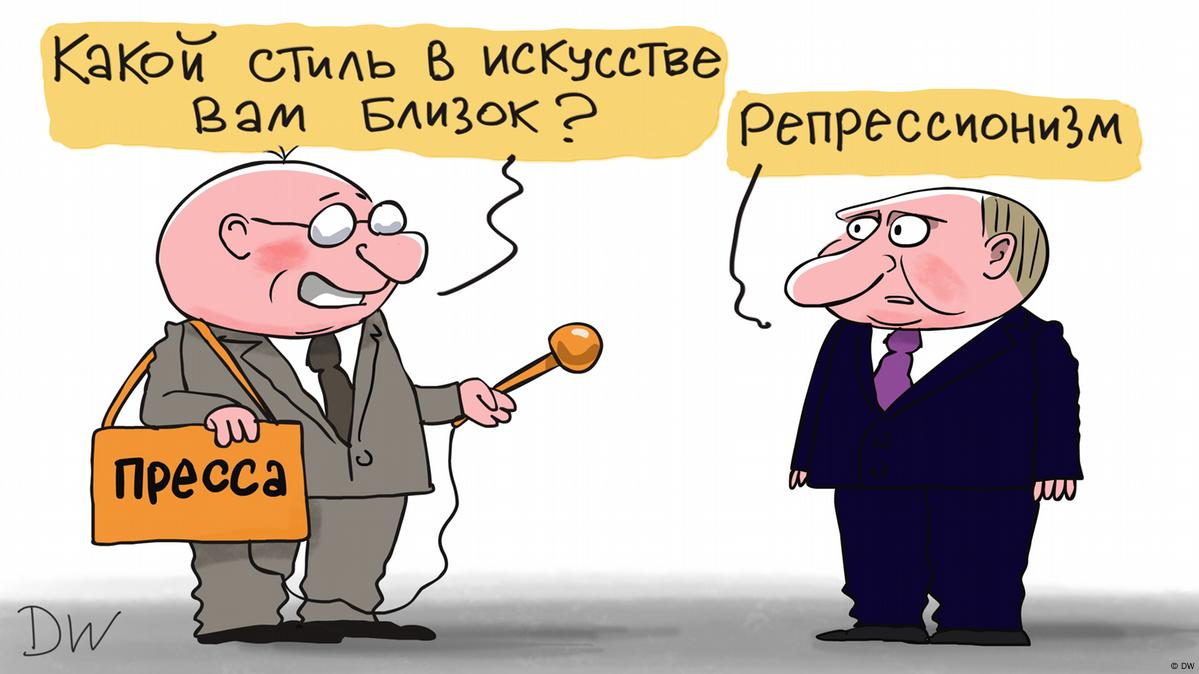 Какой стиль в искусстве
вам близок?
Репрессионизм
Пресса
DW
© DW